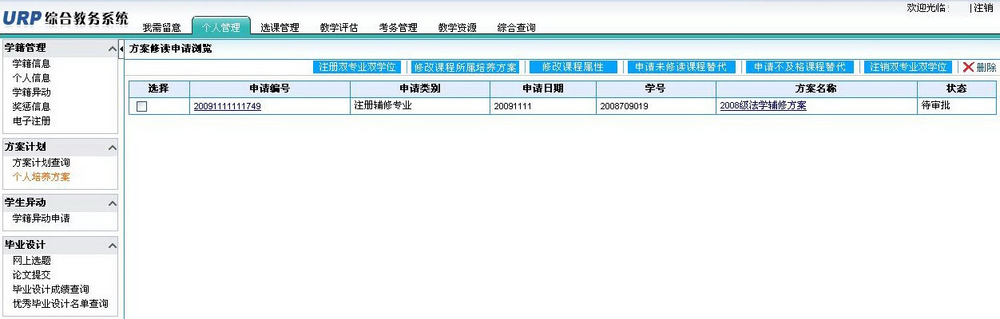 欢迎光临: | 注销
URP 综合教务系统
我需留意 个人管理 选课管理 教学评估 考务管理 教学资源 综合查询
学籍管理
学籍信息
个人信息
学籍异动
奖惩信息
电子注册
方案计划
方案计划查询
个人培养方案
学生异动
学籍异动申请
毕业设计
网上选题
论文提交
毕业设计成绩查询
优秀毕业设计名单查询
方案修读申请浏览
注册双专业双学位 | 修改课程所属培养方案 | 修改课程属性 | 申请未修读课程替代 | 申请不及格课程替代 | 注销双专业双学位 | 删除
选择 申请编号 申请类别 申请日期 学号 方案名称 状态
20091111111749 注册辅修专业 20091111 2008709019 2008级法学辅修方案 待审批